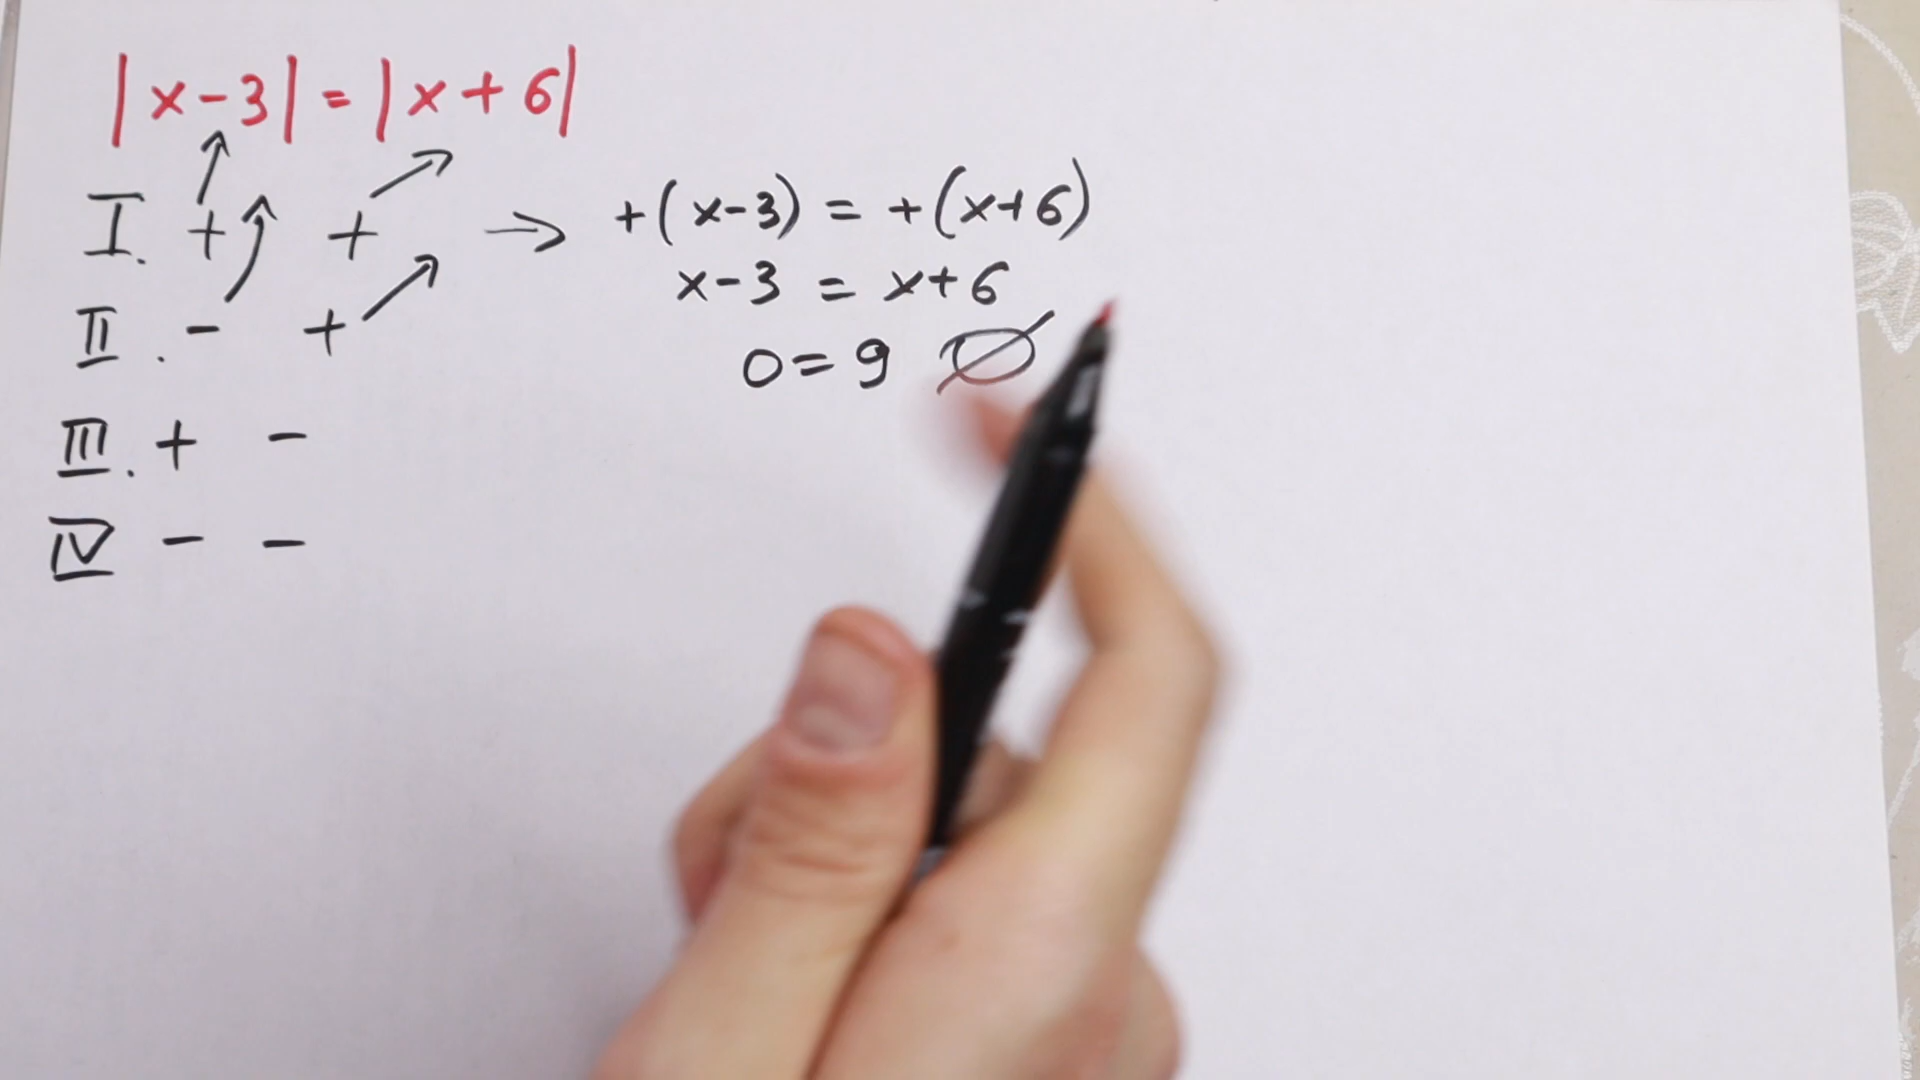 |x-3| = |x+6|
I. + + → +(x-3) = +(x+6)
x-3 = x+6
II. - +
0=9 ∅
III. + -
IV - -